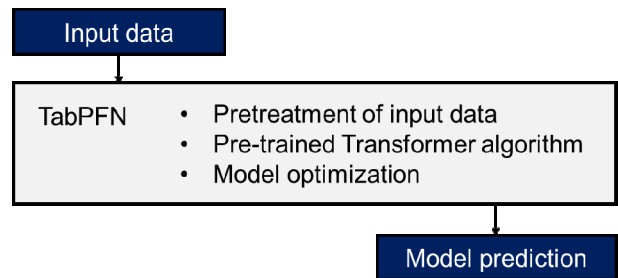 Input data
TabPFN
• Pretreatment of input data
• Pre-trained Transformer algorithm
• Model optimization
Model prediction